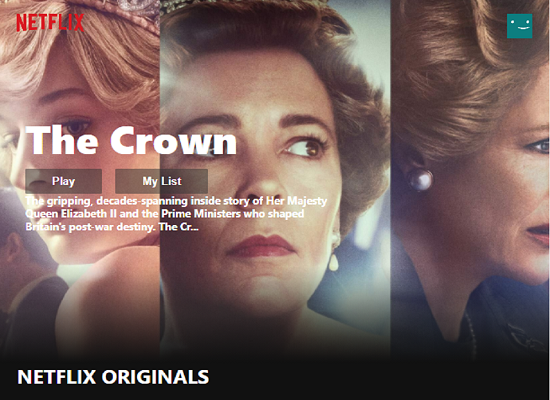 NETFLIX
The Crown
Play
My List
The gripping, decades-spanning inside story of Her Majesty
Queen Elizabeth II and the Prime Ministers who shaped
Britain's post-war destiny. The Cr...
NETFLIX ORIGINALS